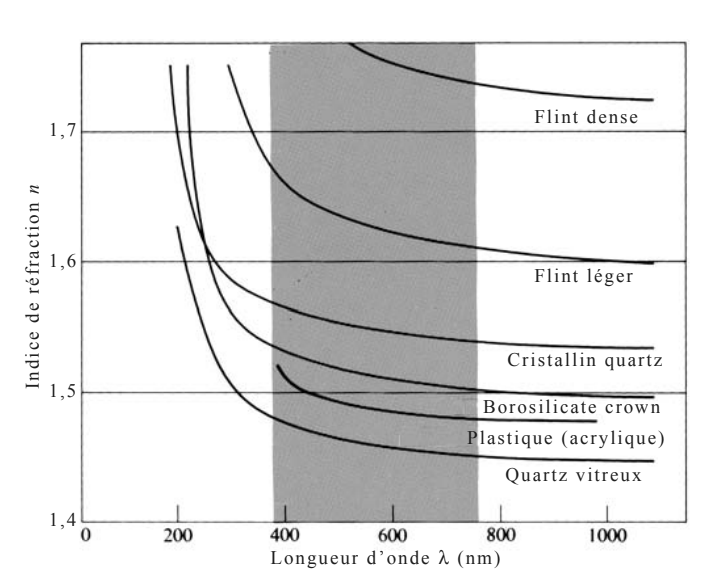 Indice de réfraction n
1,7
1,6
1,5
1,4
Flint dense
Flint léger
Cristallin quartz
Borosilicate crown
Plastique (acrylique)
Quartz vitreux
0 200 400 600 800 1000
Longueur d'onde λ (nm)